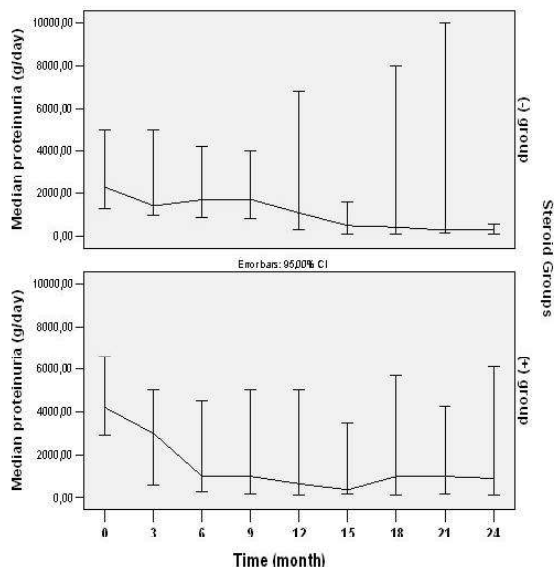 10000,00
8000,00
6000,00
4000,00
2000,00
0,00
Median proteinuria (g/day)
(-) group
Error bars: 95,00% CI
Steroid Groups
10000,00
8000,00
6000,00
4000,00
2000,00
0,00
Median proteinuria (g/day)
(+) group
0 3 6 9 12 15 18 21 24
Time (month)